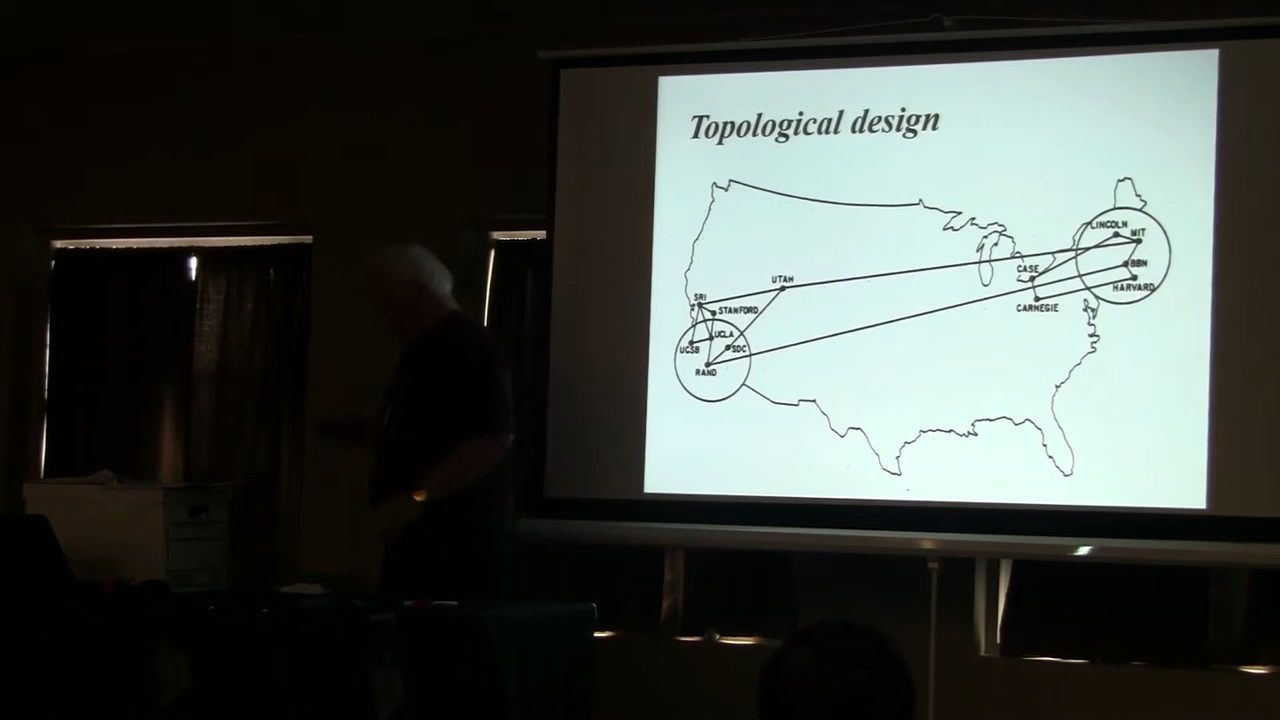 Topological design
LINCOLN
MIT
BBN
CASE
HARVARD
CARNEGIE
UTAH
SRI
STANFORD
UCLA
UCSB
SDC
RAND